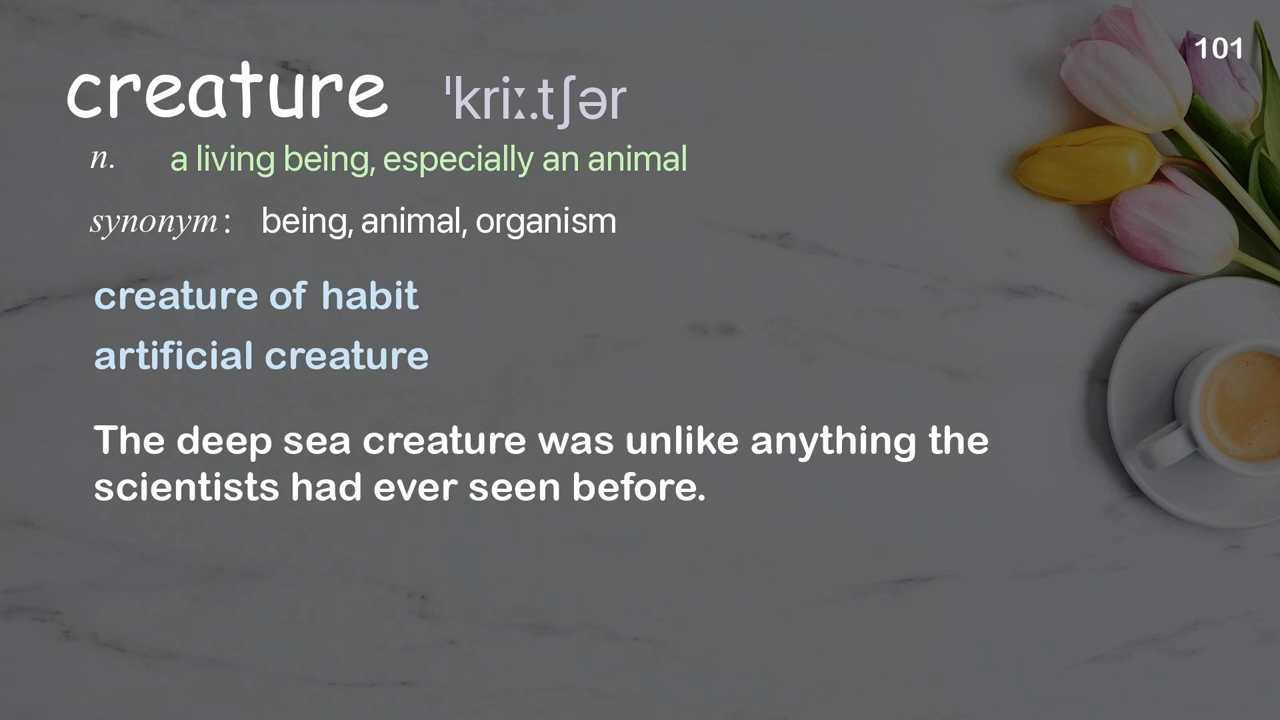 101
creature ˈkriː.tʃər
n. a living being, especially an animal
synonym: being, animal, organism
creature of habit
artificial creature
The deep sea creature was unlike anything the
scientists had ever seen before.